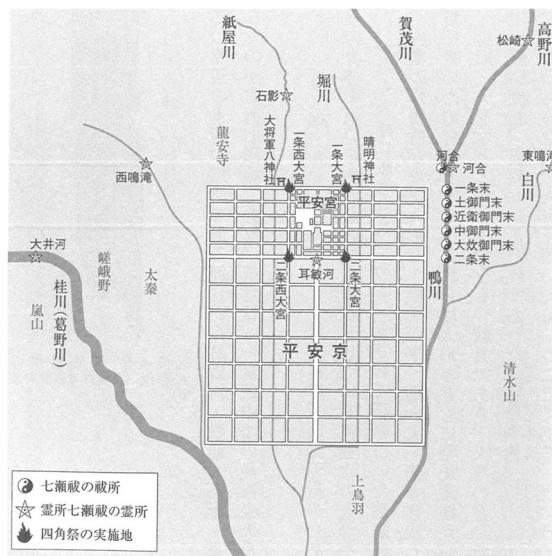 紙屋川
賀茂川
高野川
松崎
堀川
石影
大将軍八神社
一条西大宮
一条大宮
晴明神社
龍安寺
西鳴滝
河合
河合
東鳴滝
白川
平安宮
一条末
土御門末
近衛御門末
中御門末
大炊御門末
二条末
大井河
嵯峨野
太秦
嵐山
桂川(葛野川)
二条西大宮
耳敏河
二条大宮
鴨川
平安京
清水山
上鳥羽
七瀬祓の祓所
霊所七瀬祓の霊所
四角祭の実施地